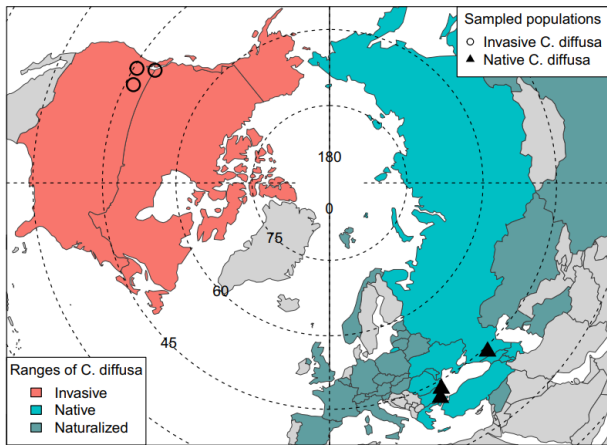 Sampled populations
Invasive C. diffusa
Native C. diffusa
180
0
75
60
45
Ranges of C. diffusa
Invasive
Native
Naturalized